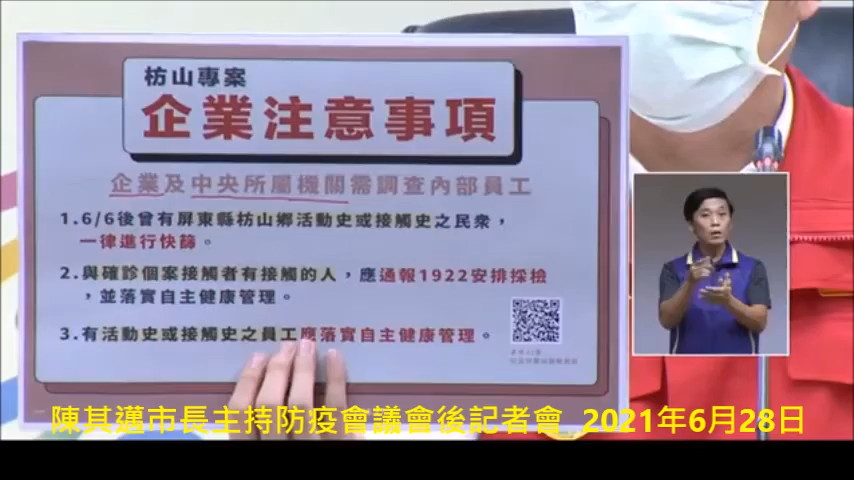 枋山專案
企業注意事項
企業及中央所屬機關需調查內部員工
1.6/6後曾有屏東縣枋山鄉活動史或接觸史之民衆，
一律進行快篩。
2.與確診個案接觸者有接觸的人，應通報1922安排採檢
，並落實自主健康管理。
3.有活動史或接觸史之員工應落實自主健康管理。
陳其邁市長主持防疫會議會後記者會 2021年6月28日